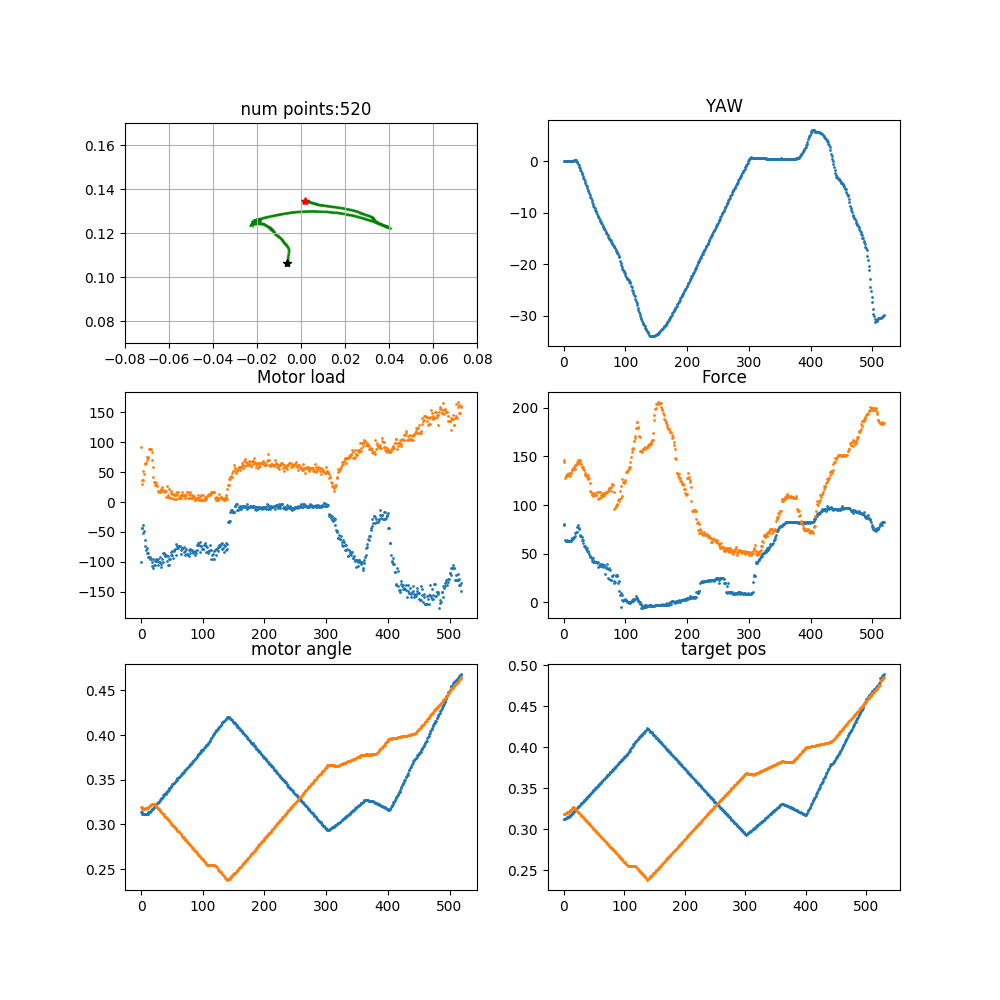 num points:520
YAW
0.16
0.14
0.12
0.10
0.08
−0.08 −0.06 −0.04 −0.02 0.00 0.02 0.04 0.06 0.08
0
−10
−20
−30
0 100 200 300 400 500
Motor load
Force
150
100
50
0
−50
−100
−150
0 100 200 300 400 500
200
150
100
50
0
0 100 200 300 400 500
motor angle
target pos
0.45
0.40
0.35
0.30
0.25
0 100 200 300 400 500
0.50
0.45
0.40
0.35
0.30
0.25
0 100 200 300 400 500